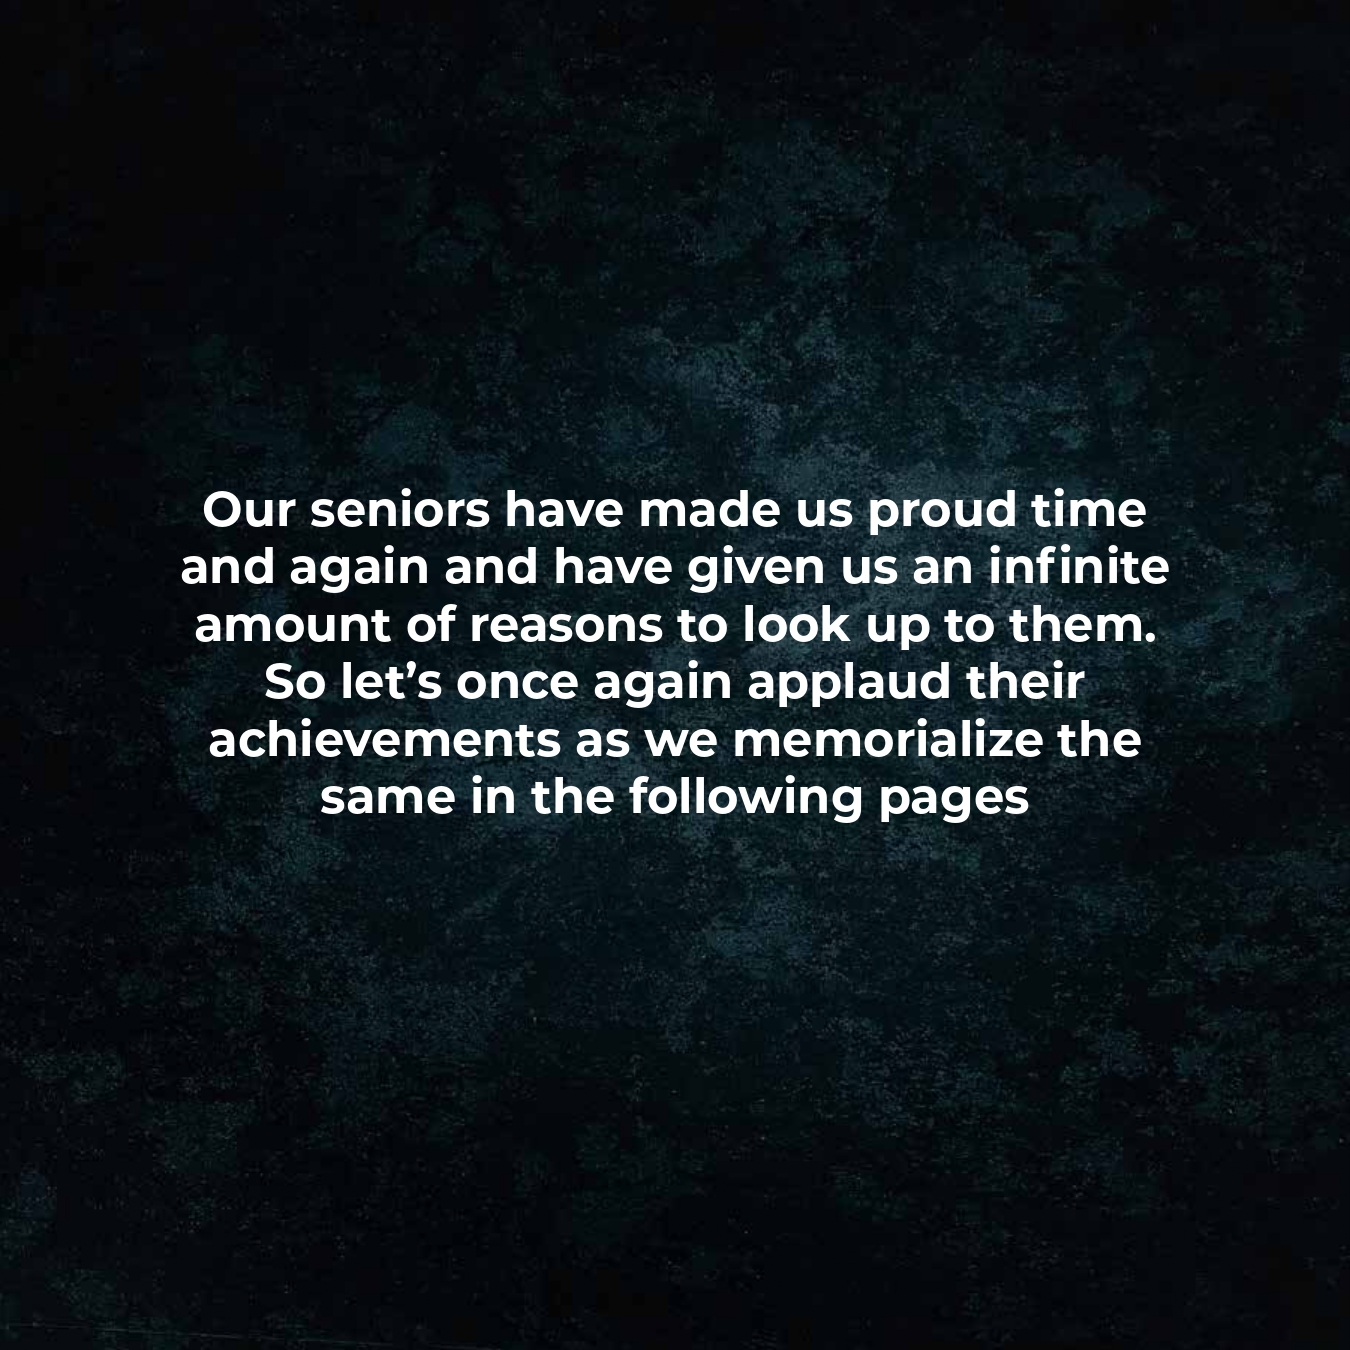 Our seniors have made us proud time
and again and have given us an infinite
amount of reasons to look up to them.
So let’s once again applaud their
achievements as we memorialize the
same in the following pages